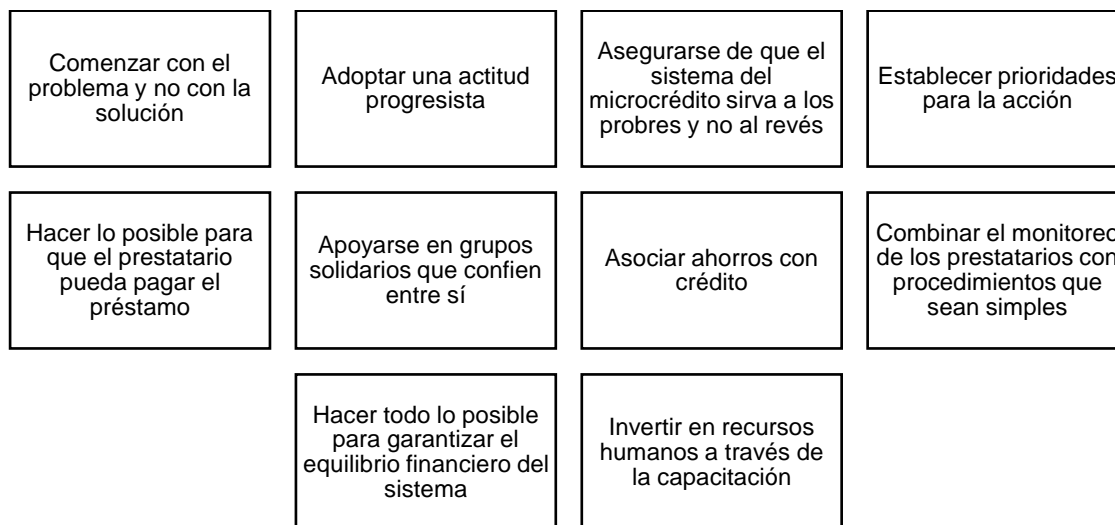 Comenzar con el
problema y no con la
solución
Adoptar una actitud
progresista
Asegurarse de que el
sistema del
microcrédito sirva a los
probres y no al revés
Establecer prioridades
para la acción
Hacer lo posible para
que el prestatario
pueda pagar el
préstamo
Apoyarse en grupos
solidarios que confien
entre sí
Asociar ahorros con
crédito
Combinar el monitoreo
de los prestatarios con
procedimientos que
sean simples
Hacer todo lo posible
para garantizar el
equilibrio financiero del
sistema
Invertir en recursos
humanos a través de
la capacitación